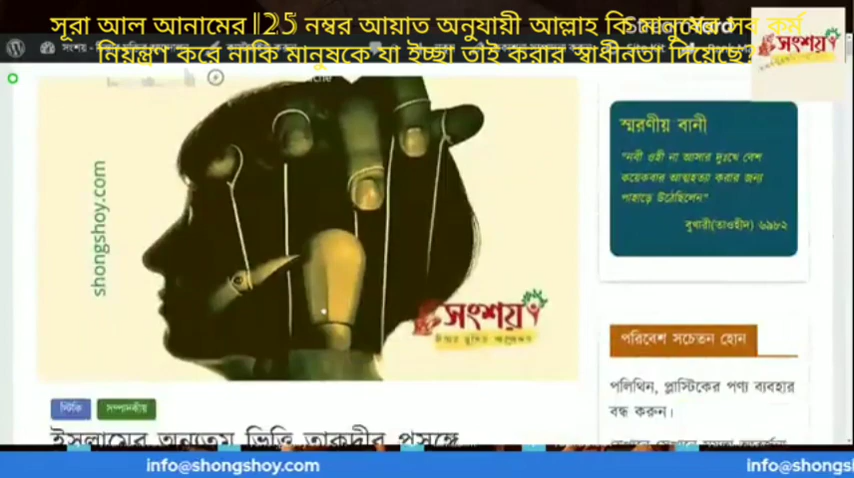 সূরা আল আনামের 125 নম্বর আয়াত অনুযায়ী আল্লাহ কি মানুষের সব কর্ম
নিয়ন্ত্রণ করে নাকি মানুষকে যা ইচ্ছা তাই করার স্বাধীনতা দিয়েছে?
সংশয়
shongshoy.com
সংশয়
স্মরণীয় বানী
"নবী ওহী না আসার দুঃখে বেশ
কয়েকবার আত্মহত্যা করার জন্য
পাহাড়ে উঠেছিলেন"
বুখারী(তাওহীদ) ৬৯৮২
পরিবেশ সচেতন হোন
পলিথিন, প্লাস্টিকের পণ্য ব্যবহার
বন্ধ করুন।
স্টিকি
সম্পাদকীয়
ইসলামের অন্যতম ভিত্তি তাকদীর প্রসঙ্গে
info@shongshoy.com